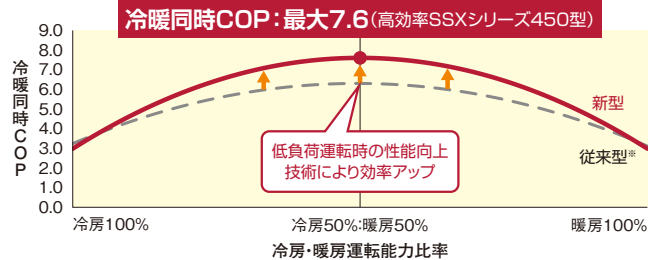 冷暖同時COP：最大7.6（高効率SSXシリーズ450型）
冷暖同時COP
9.0
8.0
7.0
6.0
5.0
4.0
3.0
2.0
1.0
0.0
新型
従来型※
低負荷運転時の性能向上
技術により効率アップ
冷房100%
冷房50%:暖房50%
暖房100%
冷房・暖房運転能力比率